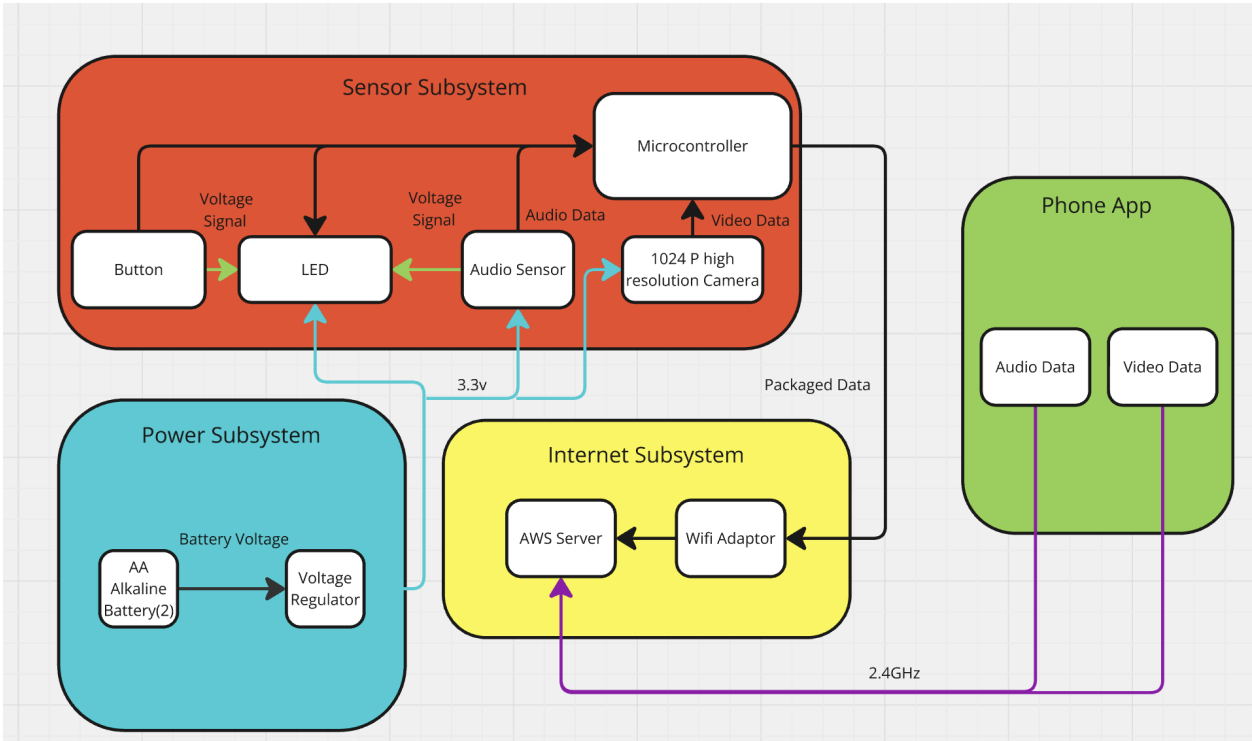 Sensor Subsystem
Microcontroller
Voltage
Signal
Voltage
Signal
Audio Data
Video Data
Button
LED
Audio Sensor
1024 P high
resolution Camera
3.3v
Packaged Data
Phone App
Audio Data
Video Data
Power Subsystem
Battery Voltage
AA
Alkaline
Battery(2)
Voltage
Regulator
Internet Subsystem
AWS Server
Wifi Adaptor
2.4GHz